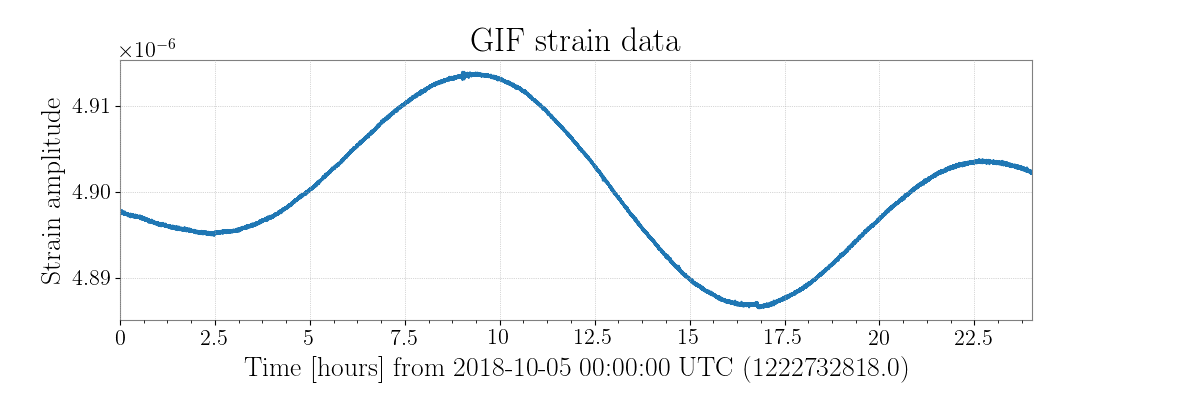 GIF strain data
×10⁻⁶
Strain amplitude
4.91
4.90
4.89
0 2.5 5 7.5 10 12.5 15 17.5 20 22.5
Time [hours] from 2018-10-05 00:00:00 UTC (1222732818.0)